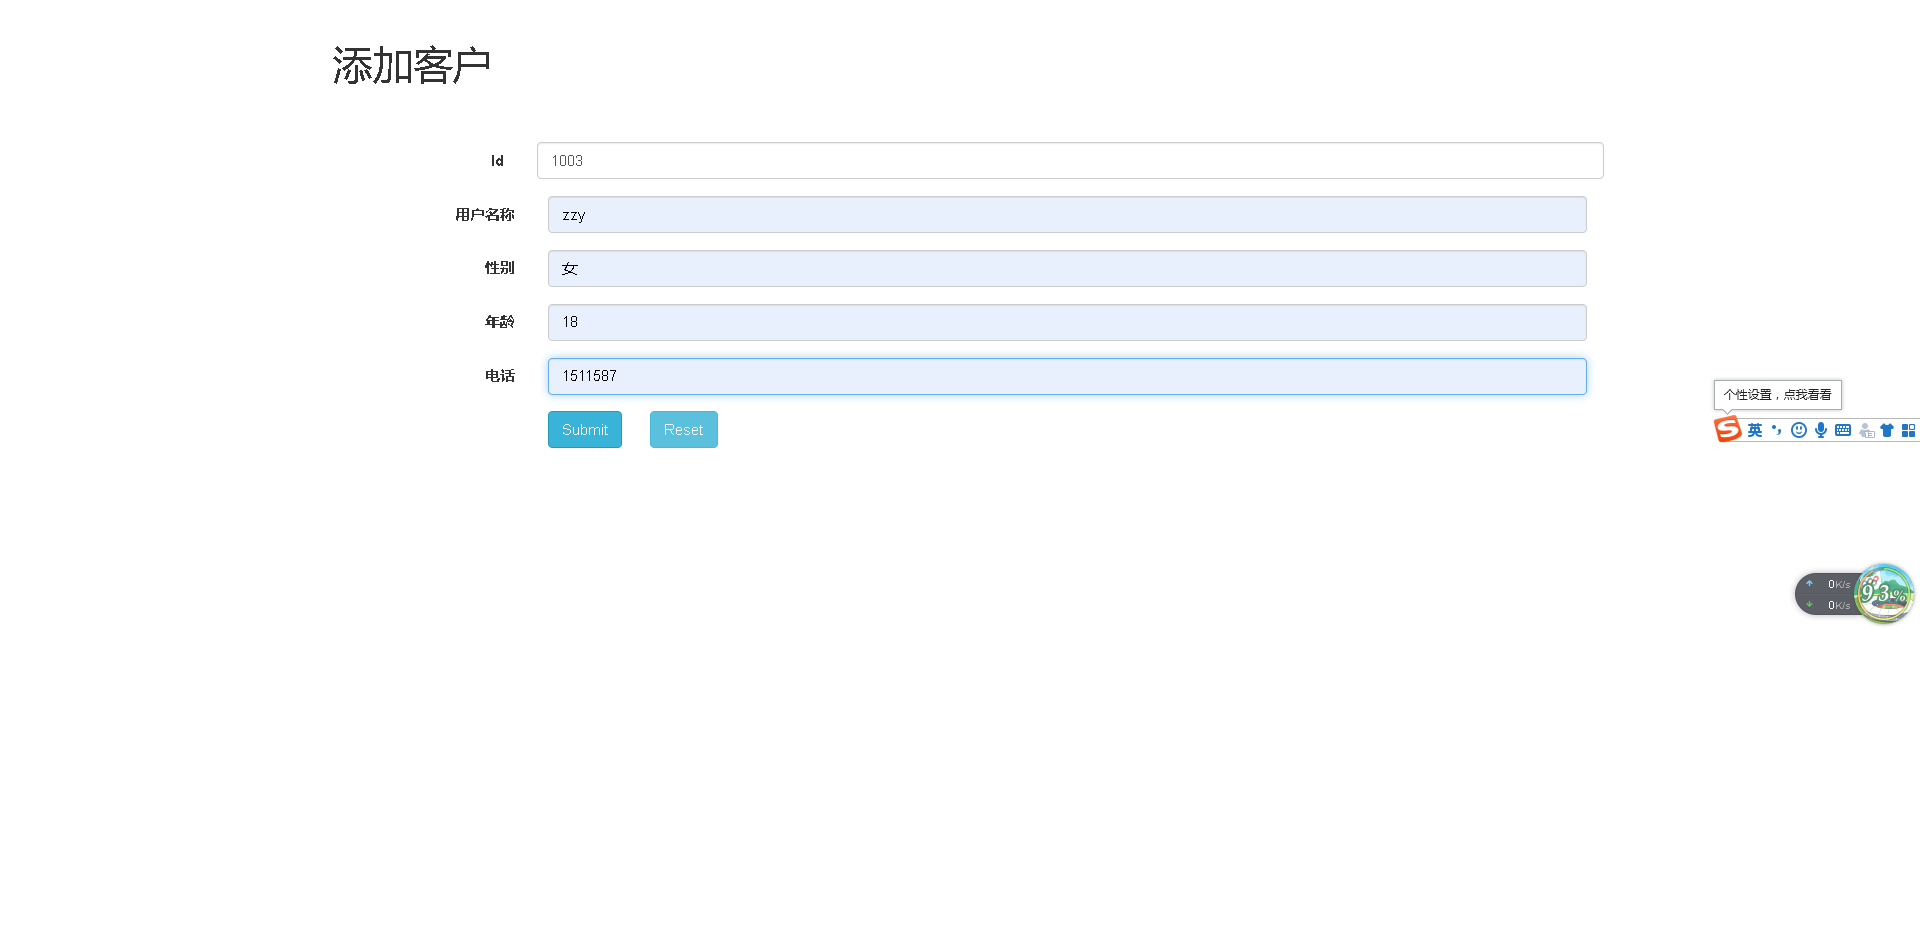 添加客户
Id 1003
用户名称 zzy
性别 女
年龄 18
电话 1511587
个性设置，点我看看
Submit Reset
英
0K/s
93%
0K/s